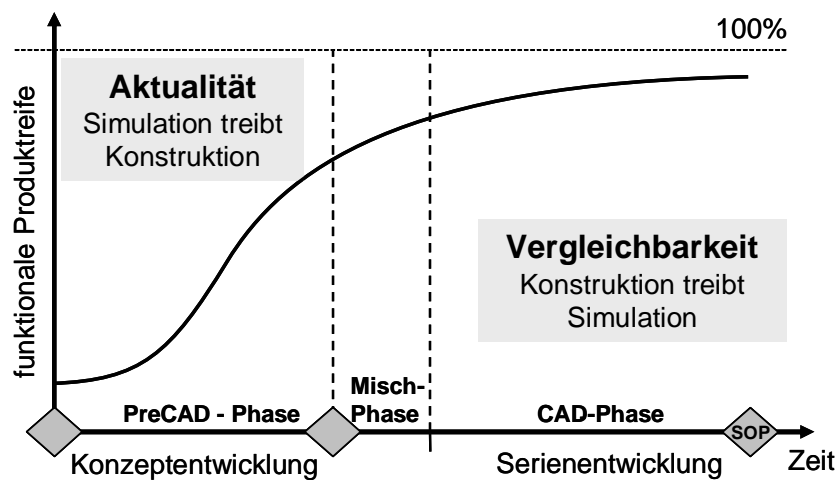 100%
Aktualität
Simulation treibt
Konstruktion
funktionale Produktreife
Vergleichbarkeit
Konstruktion treibt
Simulation
Misch-
Phase
PreCAD - Phase
CAD-Phase
SOP
Konzeptentwicklung
Serienentwicklung
Zeit